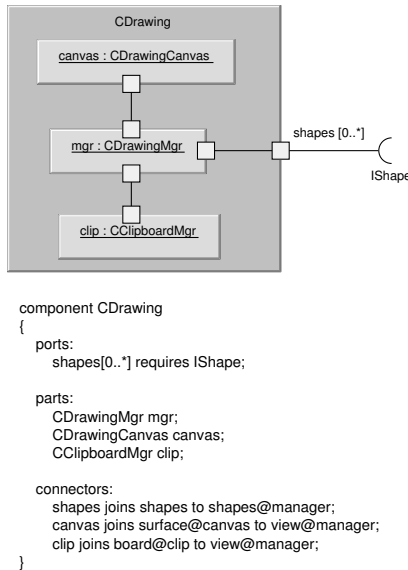 CDrawing
canvas : CDrawingCanvas
mgr : CDrawingMgr
shapes [0..*]
IShape
clip : CClipboardMgr
component CDrawing
{
ports:
shapes[0..*] requires IShape;
parts:
CDrawingMgr mgr;
CDrawingCanvas canvas;
CClipboardMgr clip;
connectors:
shapes joins shapes to shapes@manager;
canvas joins surface@canvas to view@manager;
clip joins board@clip to view@manager;
}